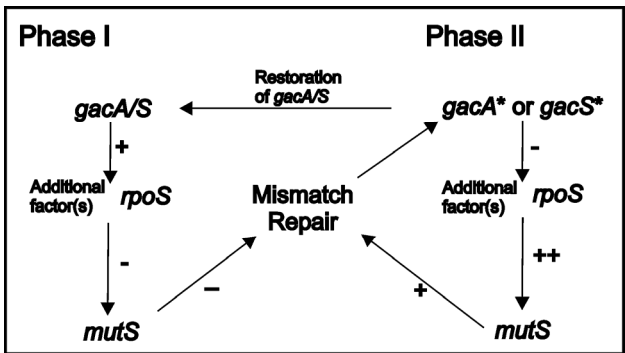 Phase I
Phase II
Restoration
of gacA/S
gacA/S
gacA* or gacS*
+
-
Additional
factor(s)
rpoS
Mismatch
Repair
Additional
factor(s)
rpoS
-
++
–
+
mutS
mutS